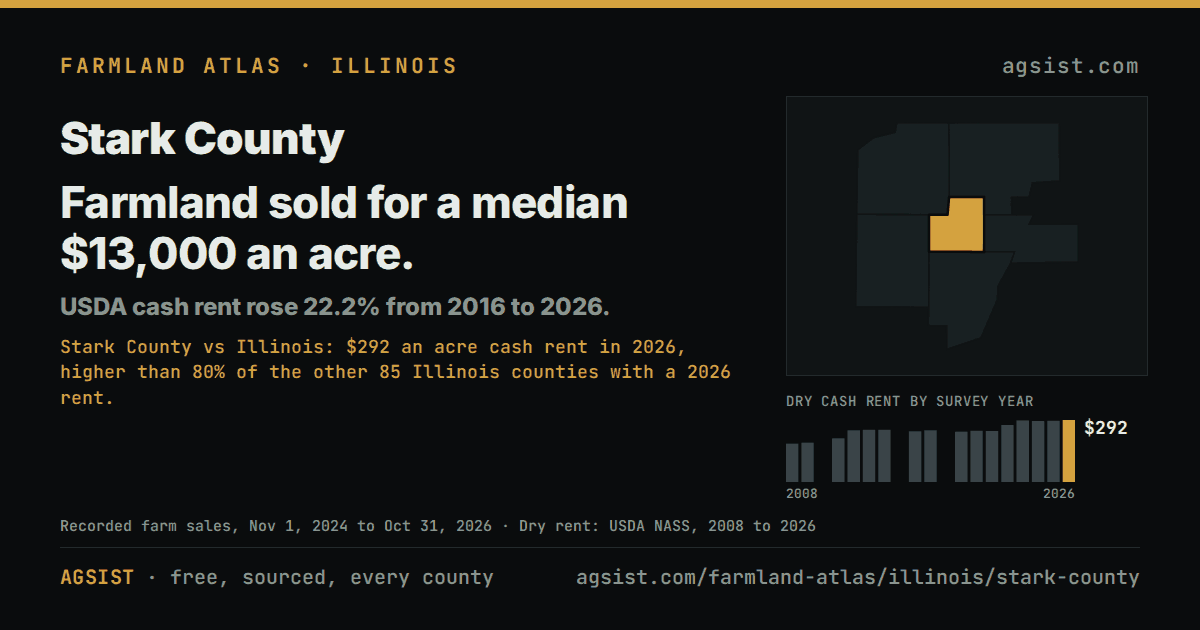 FARMLAND ATLAS · ILLINOIS
agsist.com
Stark County
Farmland sold for a median
$13,000 an acre.
USDA cash rent rose 22.2% from 2016 to 2026.
Stark County vs Illinois: $292 an acre cash rent in 2026,
higher than 80% of the other 85 Illinois counties with a 2026
rent.
DRY CASH RENT BY SURVEY YEAR
$292
2008
2026
Recorded farm sales, Nov 1, 2024 to Oct 31, 2026 · Dry rent: USDA NASS, 2008 to 2026
AGSIST · free, sourced, every county
agsist.com/farmland-atlas/illinois/stark-county